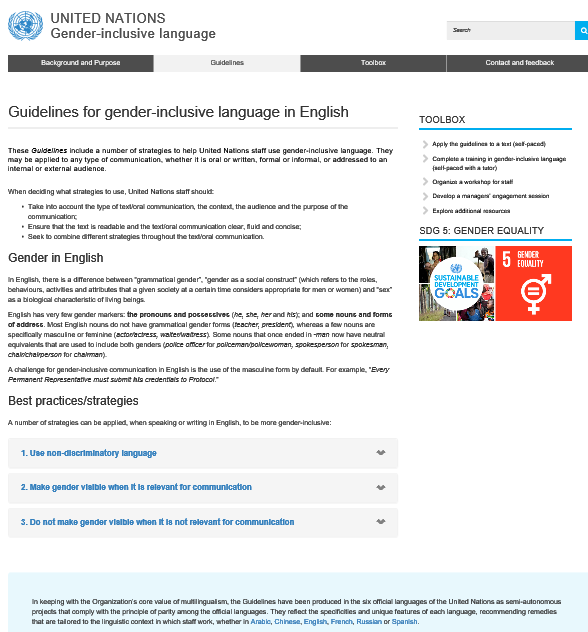 UNITED NATIONS
Gender-inclusive language
Search
Background and Purpose
Guidelines
Toolbox
Contact and feedback
Guidelines for gender-inclusive language in English
These Guidelines include a number of strategies to help United Nations staff use gender-inclusive language. They
may be applied to any type of communication, whether it is oral or written, formal or informal, or addressed to an
internal or external audience.
When deciding what strategies to use, United Nations staff should:
• Take into account the type of text/oral communication, the context, the audience and the purpose of the
communication;
• Ensure that the text is readable and the text/oral communication clear, fluid and concise;
• Seek to combine different strategies throughout the text/oral communication.
Gender in English
In English, there is a difference between "grammatical gender", "gender as a social construct" (which refers to the roles,
behaviours, activities and attributes that a given society at a certain time considers appropriate for men or women) and "sex"
as a biological characteristic of living beings.
English has very few gender markers: the pronouns and possessives (he, she, her and his); and some nouns and forms
of address. Most English nouns do not have grammatical gender forms (teacher, president), whereas a few nouns are
specifically masculine or feminine (actor/actress, waiter/waitress). Some nouns that once ended in -man now have neutral
equivalents that are used to include both genders (police officer for policeman/policewoman, spokesperson for spokesman,
chair/chairperson for chairman).
A challenge for gender-inclusive communication in English is the use of the masculine form by default. For example, "Every
Permanent Representative must submit his credentials to Protocol."
Best practices/strategies
A number of strategies can be applied, when speaking or writing in English, to be more gender-inclusive:
1. Use non-discriminatory language
2. Make gender visible when it is relevant for communication
3. Do not make gender visible when it is not relevant for communication
TOOLBOX
Apply the guidelines to a text (self-paced)
Complete a training in gender-inclusive language
(self-paced with a tutor)
Organize a workshop for staff
Develop a managers' engagement session
Explore additional resources
SDG 5: GENDER EQUALITY
SUSTAINABLE
DEVELOPMENT
GOALS
5 GENDER
EQUALITY
In keeping with the Organization's core value of multilingualism, the Guidelines have been produced in the six official languages of the United Nations as semi-autonomous
projects that comply with the principle of parity among the official languages. They reflect the specificities and unique features of each language, recommending remedies
that are tailored to the linguistic context in which staff work, whether in Arabic, Chinese, English, French, Russian or Spanish.